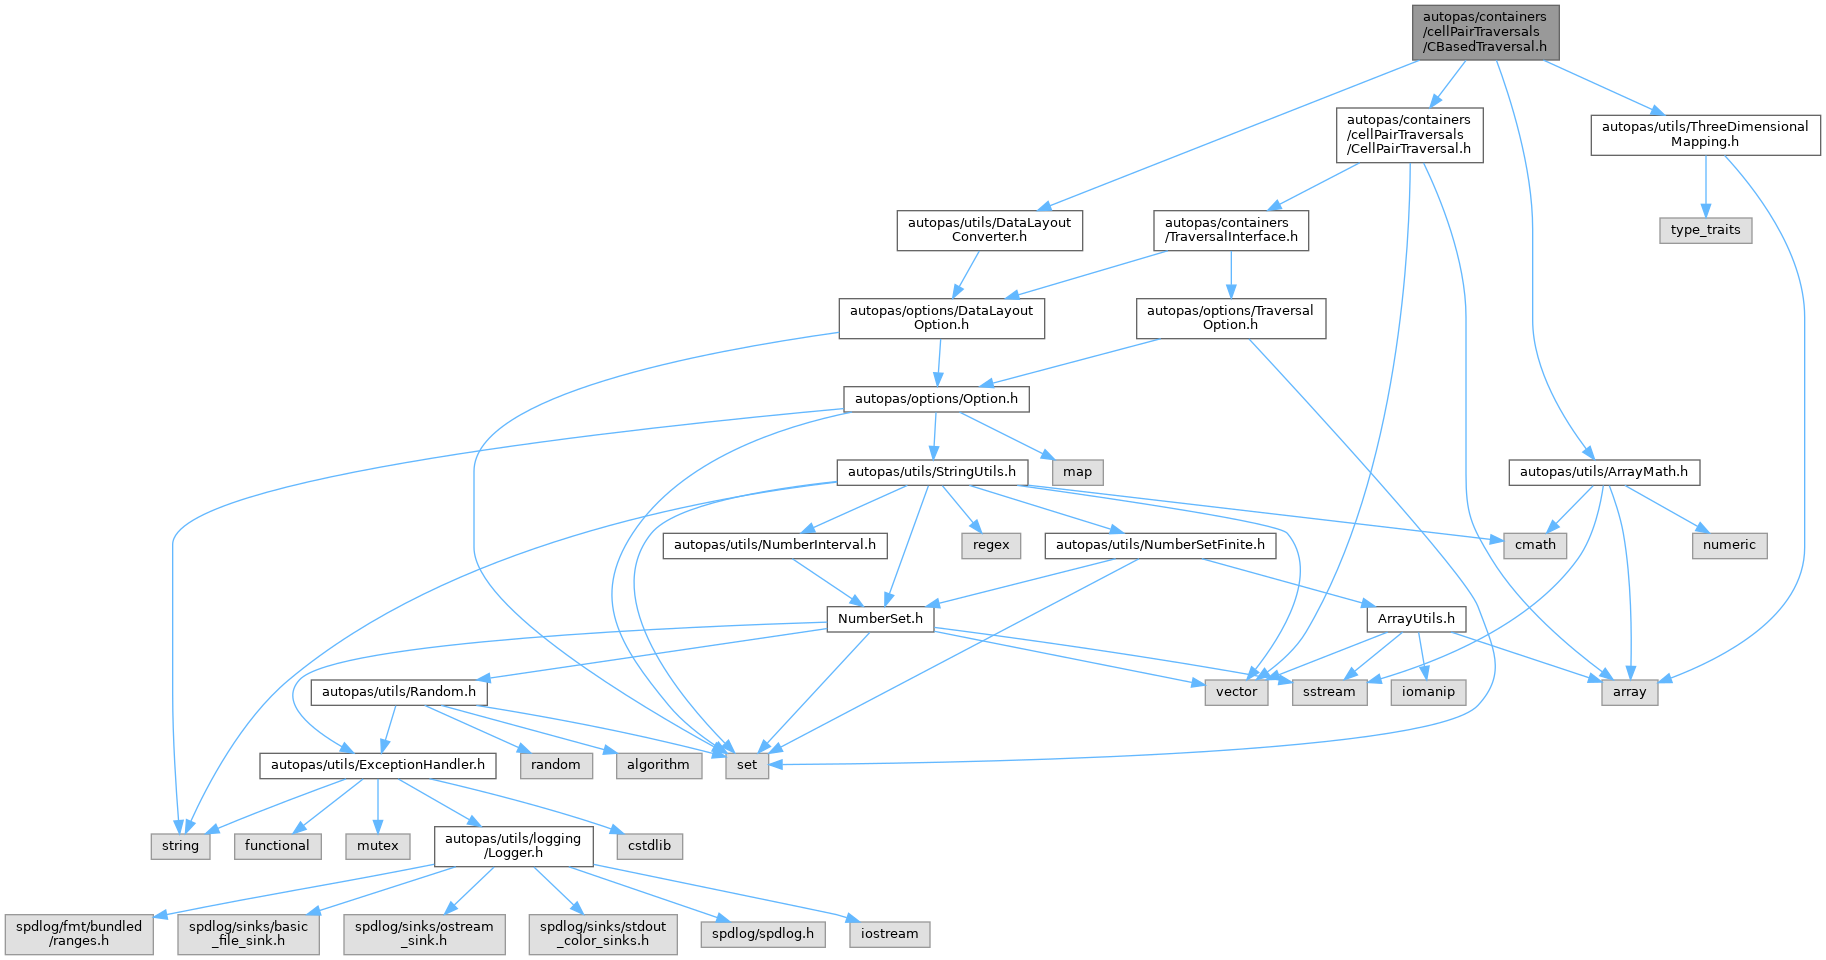 autopas/containers
/cellPairTraversals
/CBasedTraversal.h
autopas/containers
/cellPairTraversals
/CellPairTraversal.h
autopas/utils/ThreeDimensional
Mapping.h
autopas/utils/DataLayout
Converter.h
autopas/containers
/TraversalInterface.h
type_traits
autopas/options/DataLayout
Option.h
autopas/options/Traversal
Option.h
autopas/options/Option.h
autopas/utils/StringUtils.h
map
autopas/utils/ArrayMath.h
autopas/utils/NumberInterval.h
regex
autopas/utils/NumberSetFinite.h
cmath
numeric
NumberSet.h
ArrayUtils.h
autopas/utils/Random.h
vector
sstream
iomanip
array
autopas/utils/ExceptionHandler.h
random
algorithm
set
string
functional
mutex
autopas/utils/logging
/Logger.h
cstdlib
spdlog/fmt/bundled
/ranges.h
spdlog/sinks/basic
_file_sink.h
spdlog/sinks/ostream
_sink.h
spdlog/sinks/stdout
_color_sinks.h
spdlog/spdlog.h
iostream